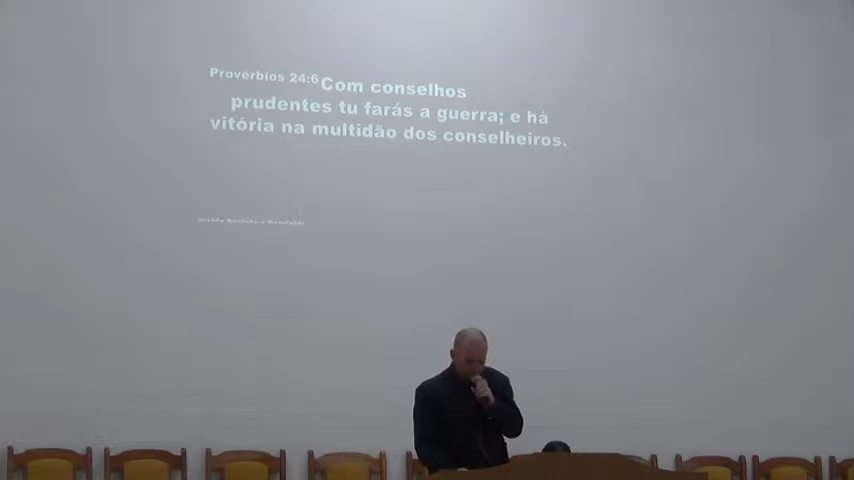 Provérbios 24:6 Com conselhos
prudentes tu farás a guerra; e há
vitória na multidão dos conselheiros.